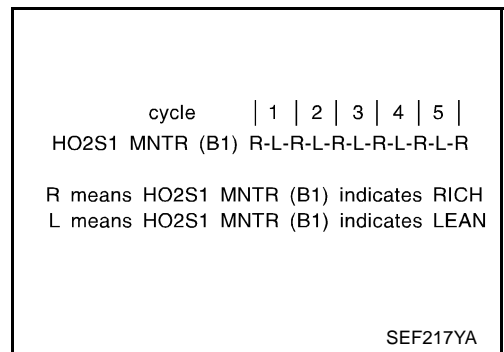 cycle | 1 | 2 | 3 | 4 | 5 |
HO2S1 MNTR (B1) R-L-R-L-R-L-R-L-R-L-R
R means HO2S1 MNTR (B1) indicates RICH
L means HO2S1 MNTR (B1) indicates LEAN
SEF217YA